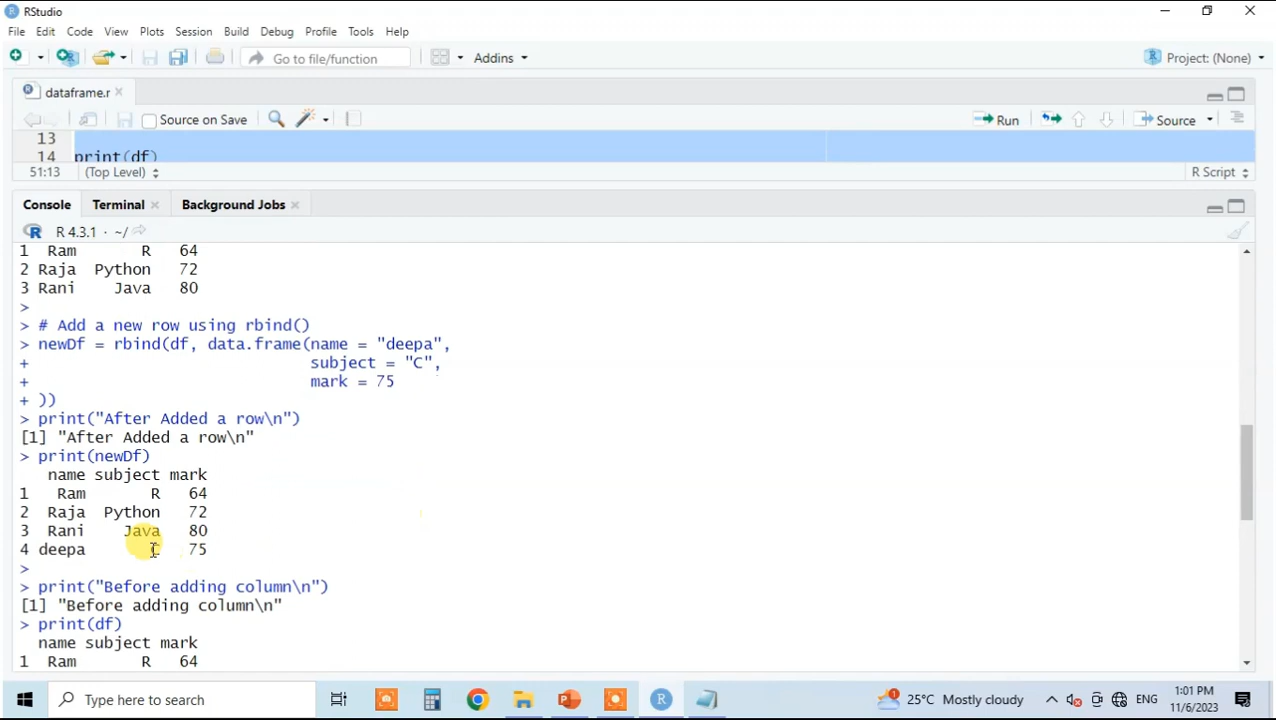 RStudio
File Edit Code View Plots Session Build Debug Profile Tools Help
Go to file/function Addins Project: (None)
dataframe.r
Source on Save Run Source
13
14 print(df)
51:13 (Top Level) R Script
Console Terminal Background Jobs
R 4.3.1 · ~/
1 Ram R 64
2 Raja Python 72
3 Rani Java 80
>
> # Add a new row using rbind()
> newDf = rbind(df, data.frame(name = "deepa",
+ subject = "C",
+ mark = 75
+ ))
> print("After Added a row\n")
[1] "After Added a row\n"
> print(newDf)
name subject mark
1 Ram R 64
2 Raja Python 72
3 Rani Java 80
4 deepa C 75
>
> print("Before adding column\n")
[1] "Before adding column\n"
> print(df)
name subject mark
1 Ram R 64
Type here to search 1 25°C Mostly cloudy ENG 1:01 PM
11/6/2023